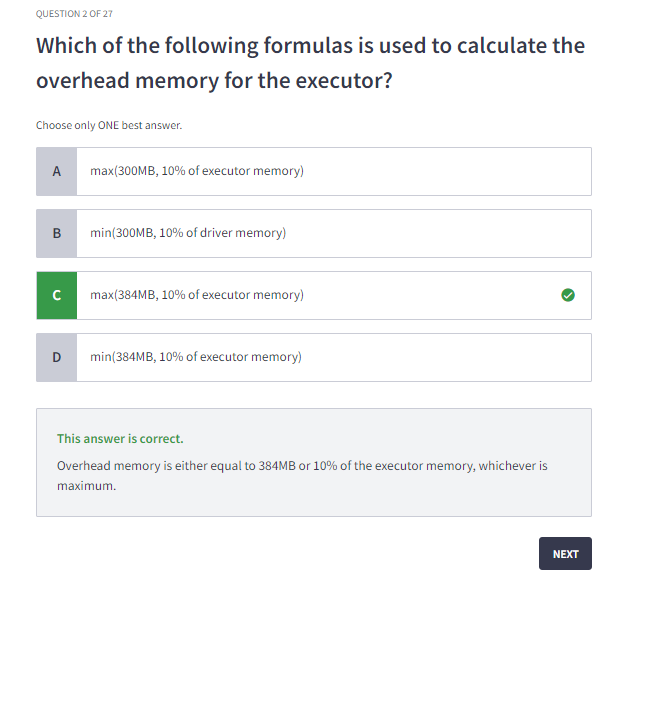 QUESTION 2 OF 27
Which of the following formulas is used to calculate the
overhead memory for the executor?
Choose only ONE best answer.
A max(300MB, 10% of executor memory)
B min(300MB, 10% of driver memory)
C max(384MB, 10% of executor memory)
D min(384MB, 10% of executor memory)
This answer is correct.
Overhead memory is either equal to 384MB or 10% of the executor memory, whichever is
maximum.
NEXT